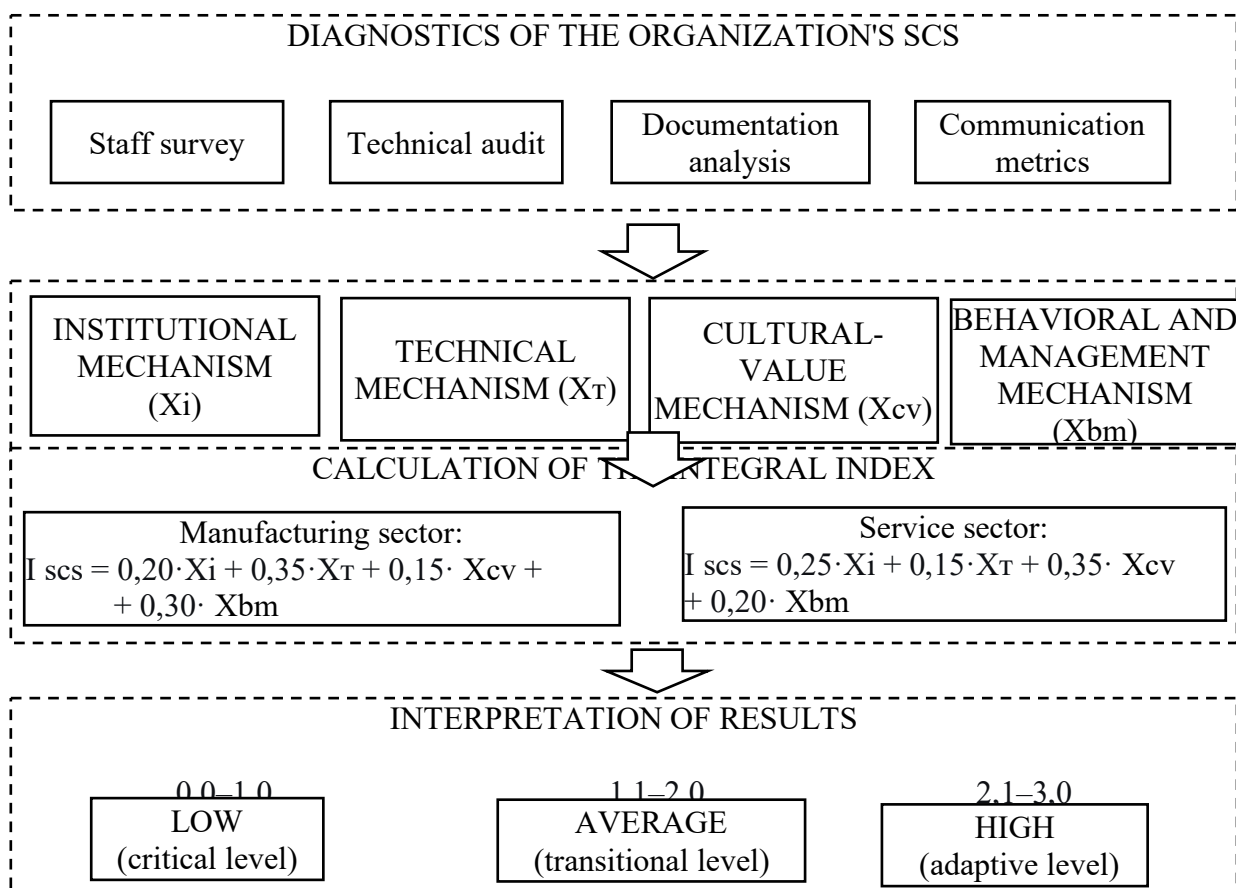 DIAGNOSTICS OF THE ORGANIZATION'S SCS
Staff survey
Technical audit
Documentation
analysis
Communication
metrics
INSTITUTIONAL
MECHANISM
(Xi)
TECHNICAL
MECHANISM (Xт)
CULTURAL-
VALUE
MECHANISM (Xcv)
BEHAVIORAL AND
MANAGEMENT
MECHANISM
(Xbm)
CALCULATION OF INTEGRAL INDEX
Manufacturing sector:
I scs = 0,20·Xi + 0,35·Xт + 0,15· Xcv +
+ 0,30· Xbm
Service sector:
I scs = 0,25·Xi + 0,15·Xт + 0,35· Xcv
+ 0,20· Xbm
INTERPRETATION OF RESULTS
0,0–1,0
LOW
(critical level)
1,1–2,0
AVERAGE
(transitional level)
2,1–3,0
HIGH
(adaptive level)